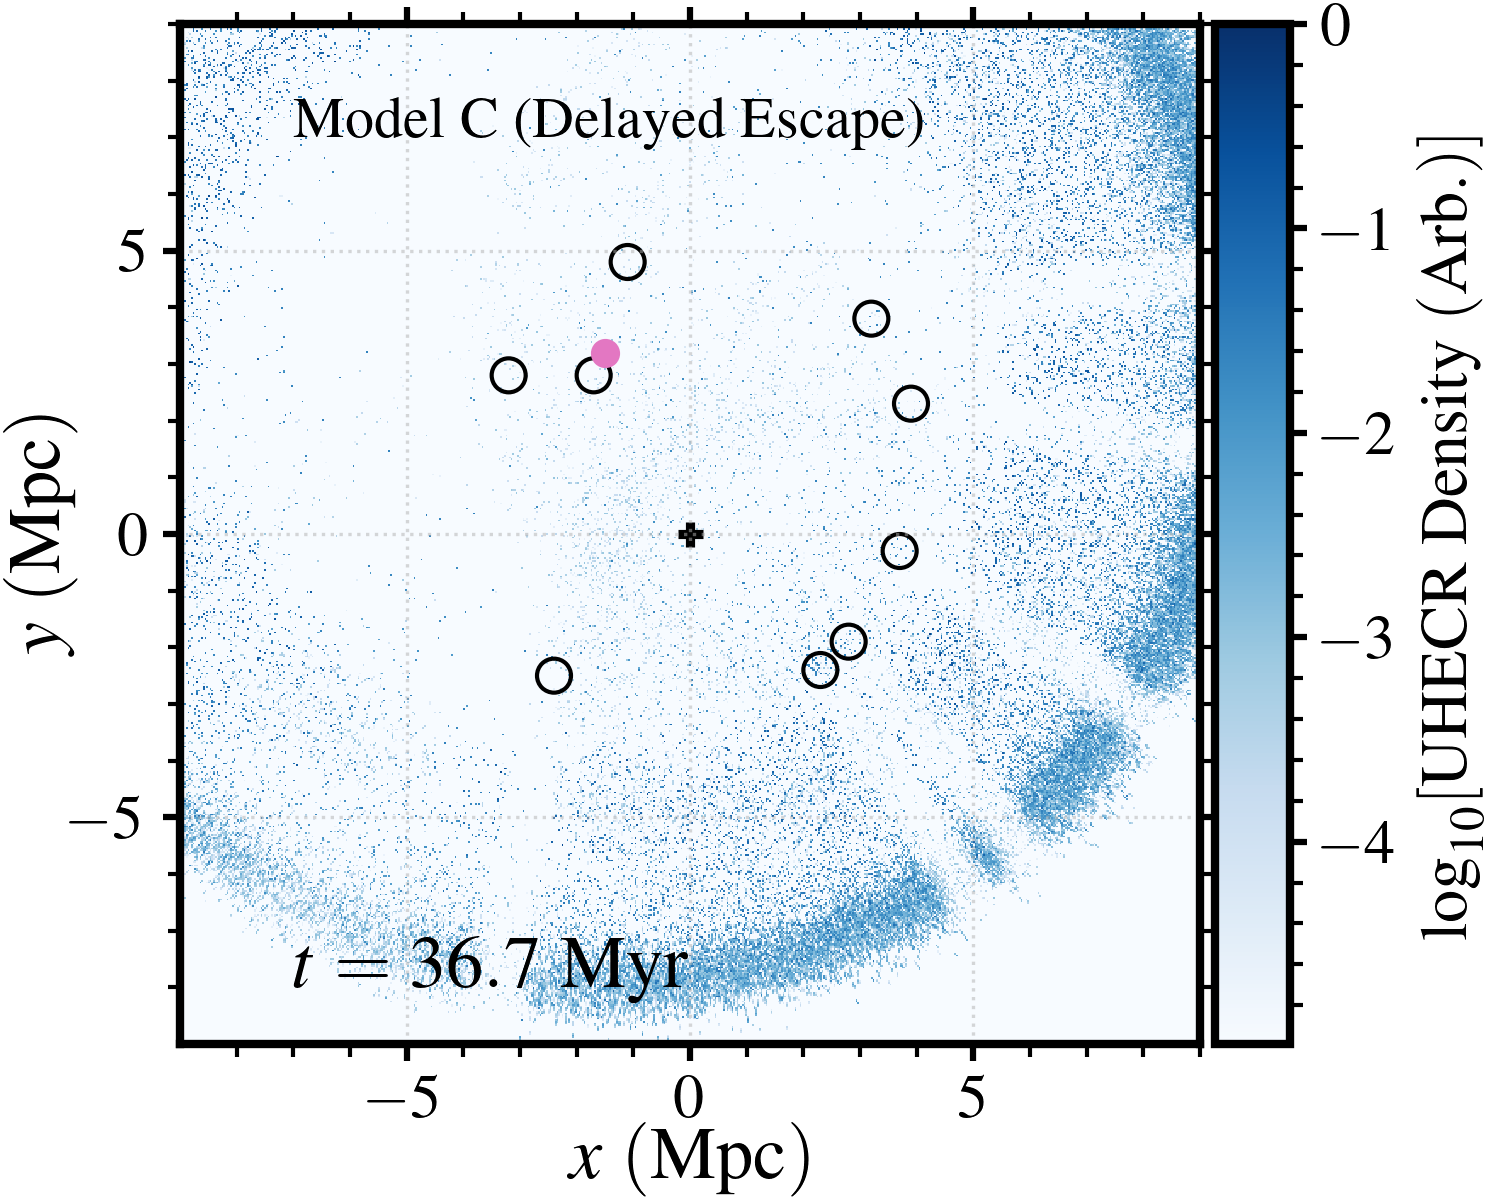 Model C (Delayed Escape)
t = 36.7 Myr
5
0
−5
y (Mpc)
−5
0
5
x (Mpc)
0
−1
−2
−3
−4
log10[UHECR Density (Arb.)]